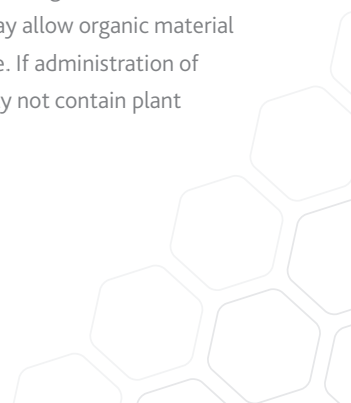 ay allow organic material
e. If administration of
y not contain plant